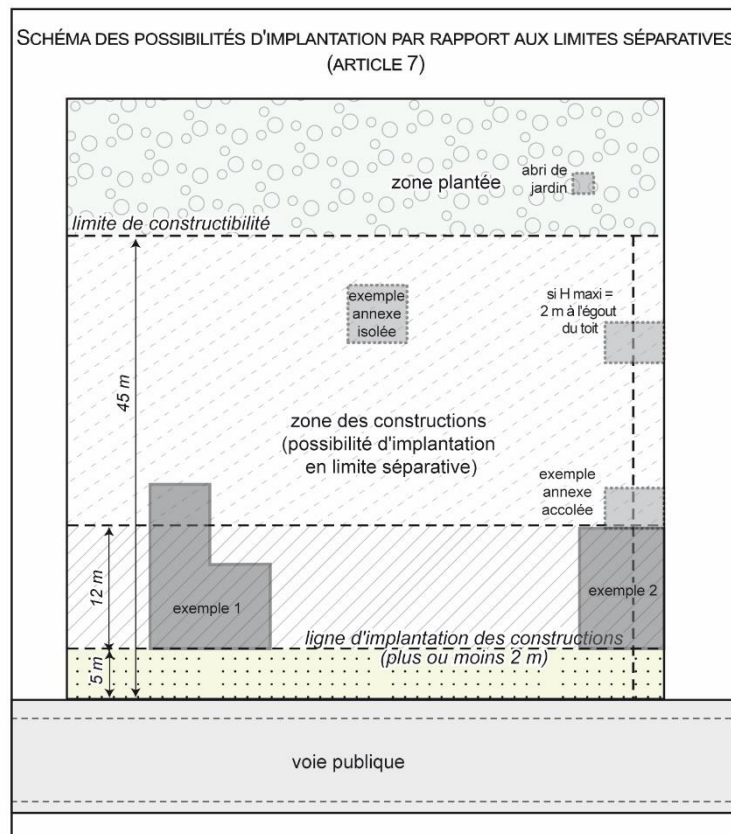 SCHÉMA DES POSSIBILITÉS D'IMPLANTATION PAR RAPPORT AUX LIMITES SÉPARATIVES
(ARTICLE 7)
abri de
jardin
zone plantée
limite de constructibilité
exemple
annexe
isolée
si H maxi =
2 m à l'égout
du toit
45 m
zone des constructions
(possibilité d'implantation
en limite séparative)
exemple
annexe
accolée
12 m
exemple 1
exemple 2
ligne d'implantation des constructions
(plus ou moins 2 m)
5 m
voie publique